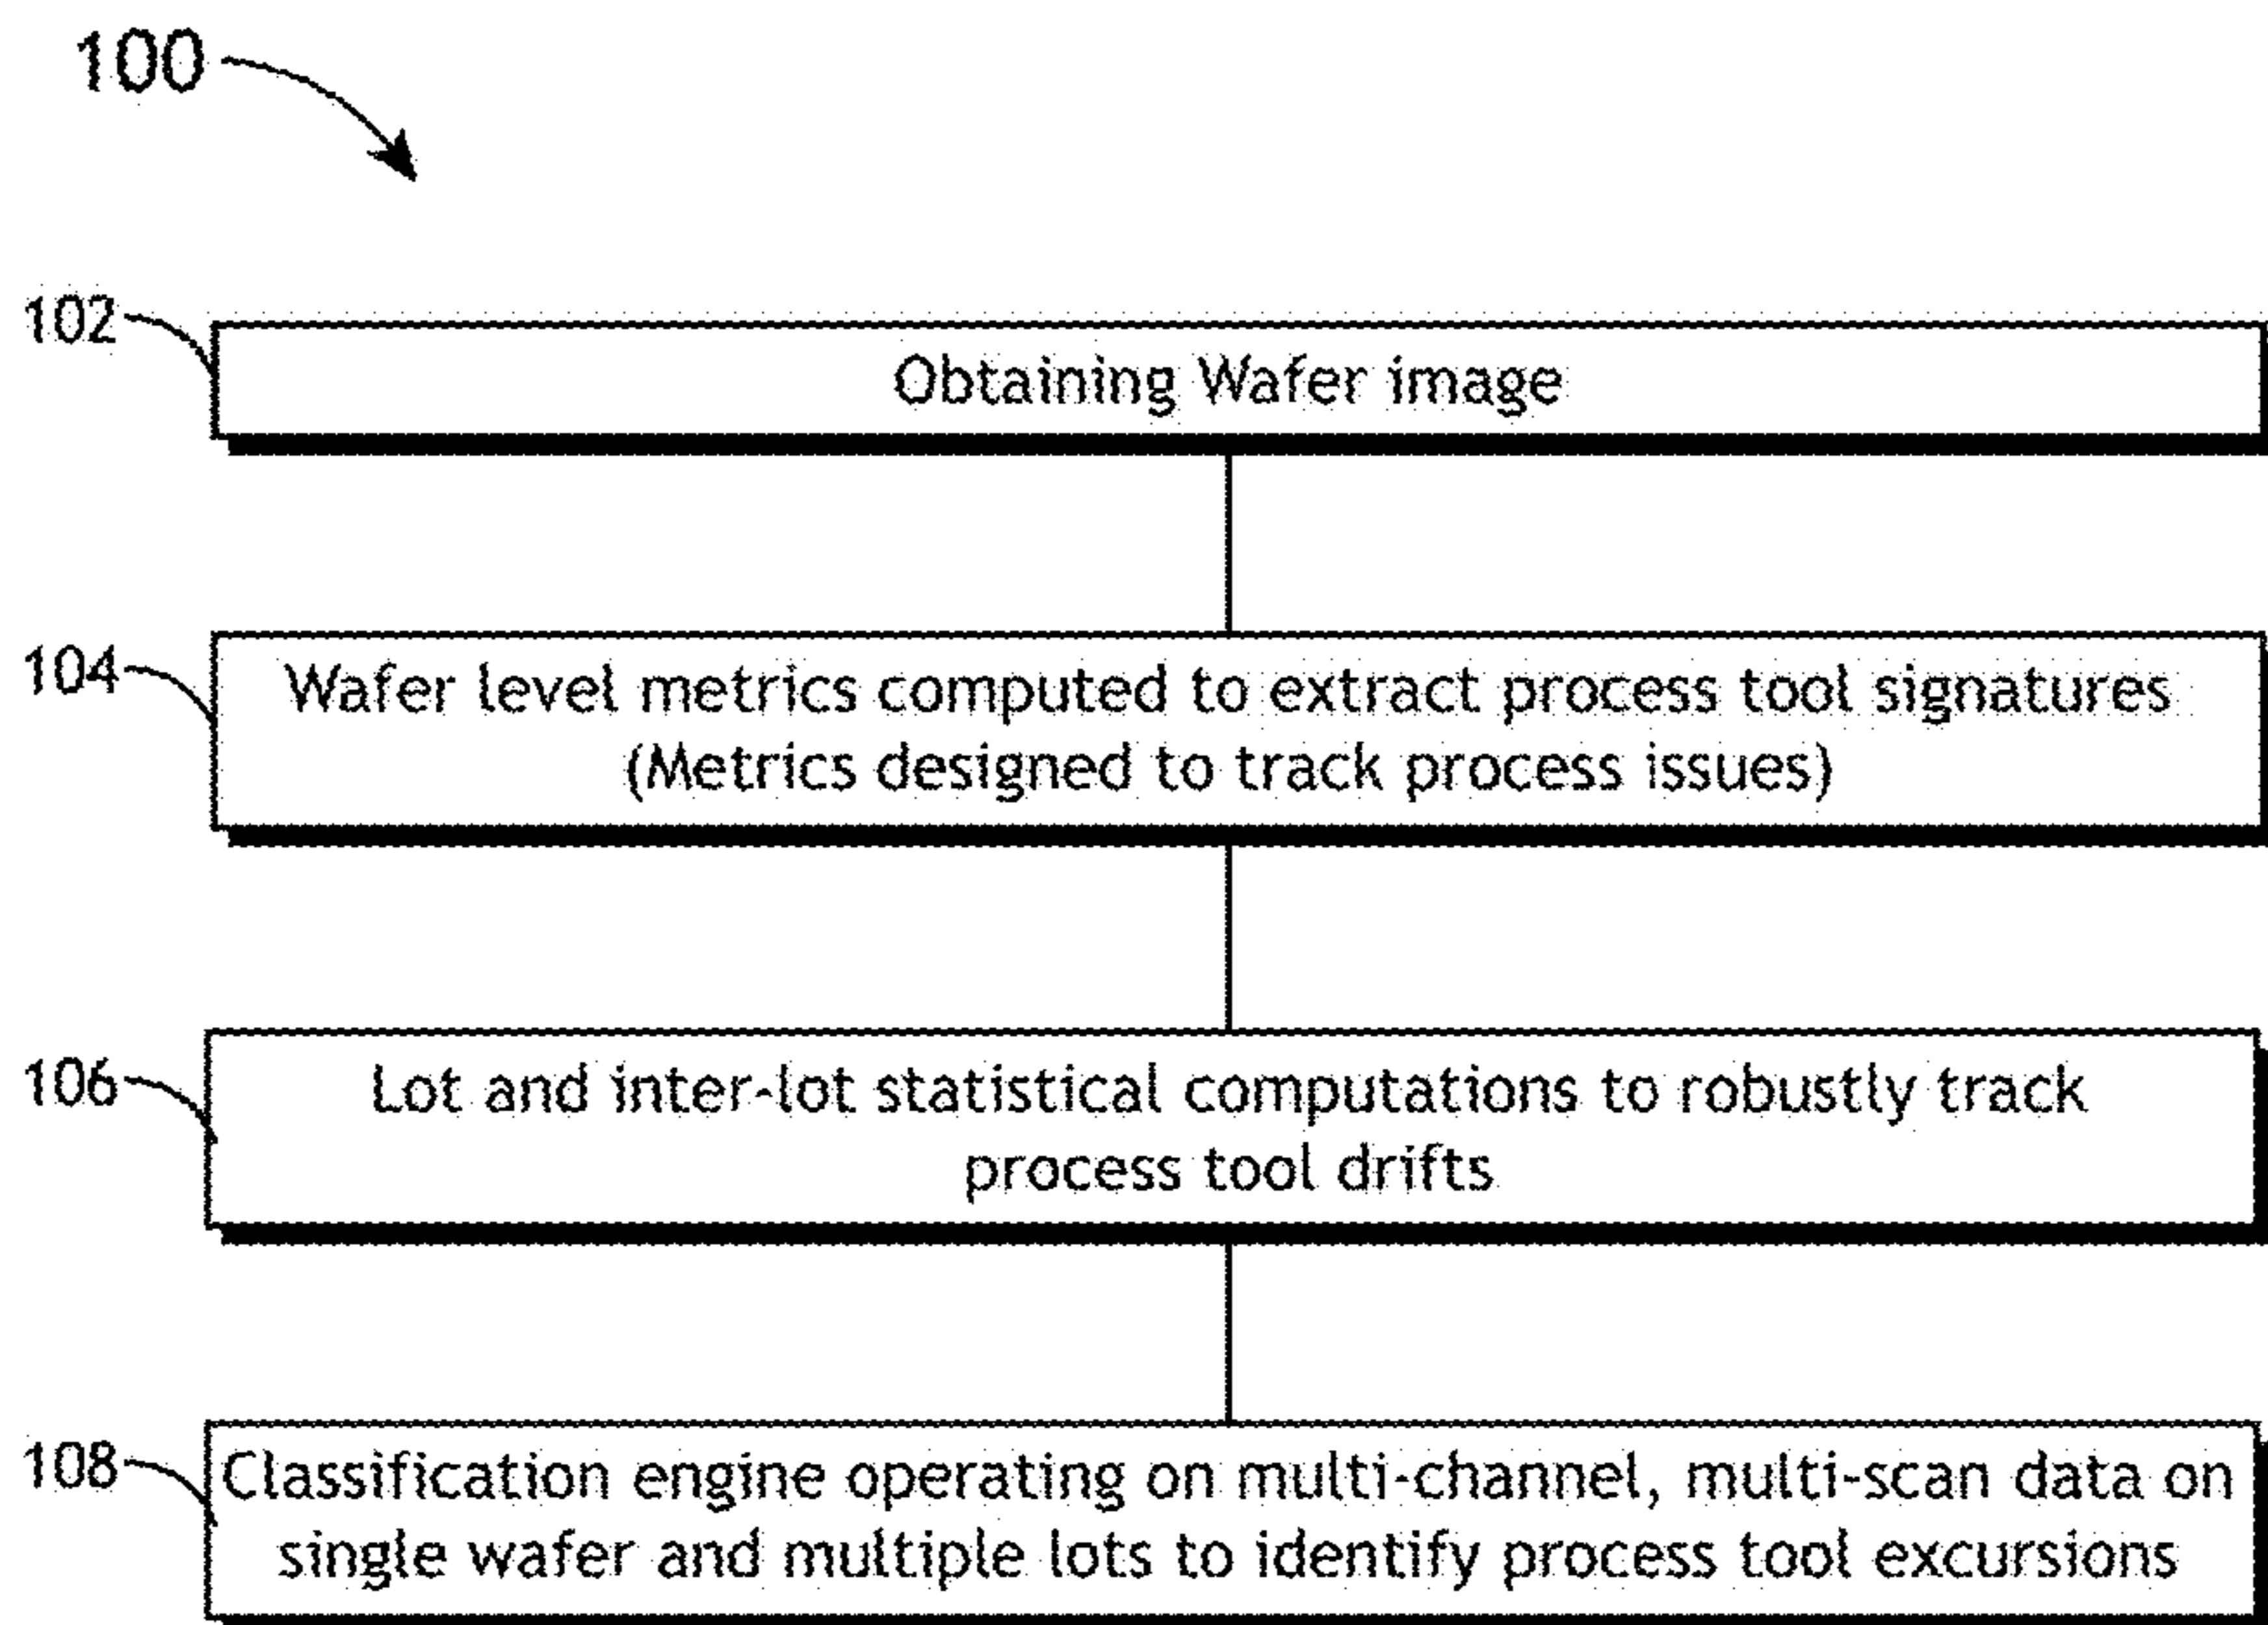 100
102
Obtaining Wafer image
104
Wafer level metrics computed to extract process tool signatures
(Metrics designed to track process issues)
106
Lot and inter-lot statistical computations to robustly track
process tool drifts
108
Classification engine operating on multi-channel, multi-scan data on
single wafer and multiple lots to identify process tool excursions